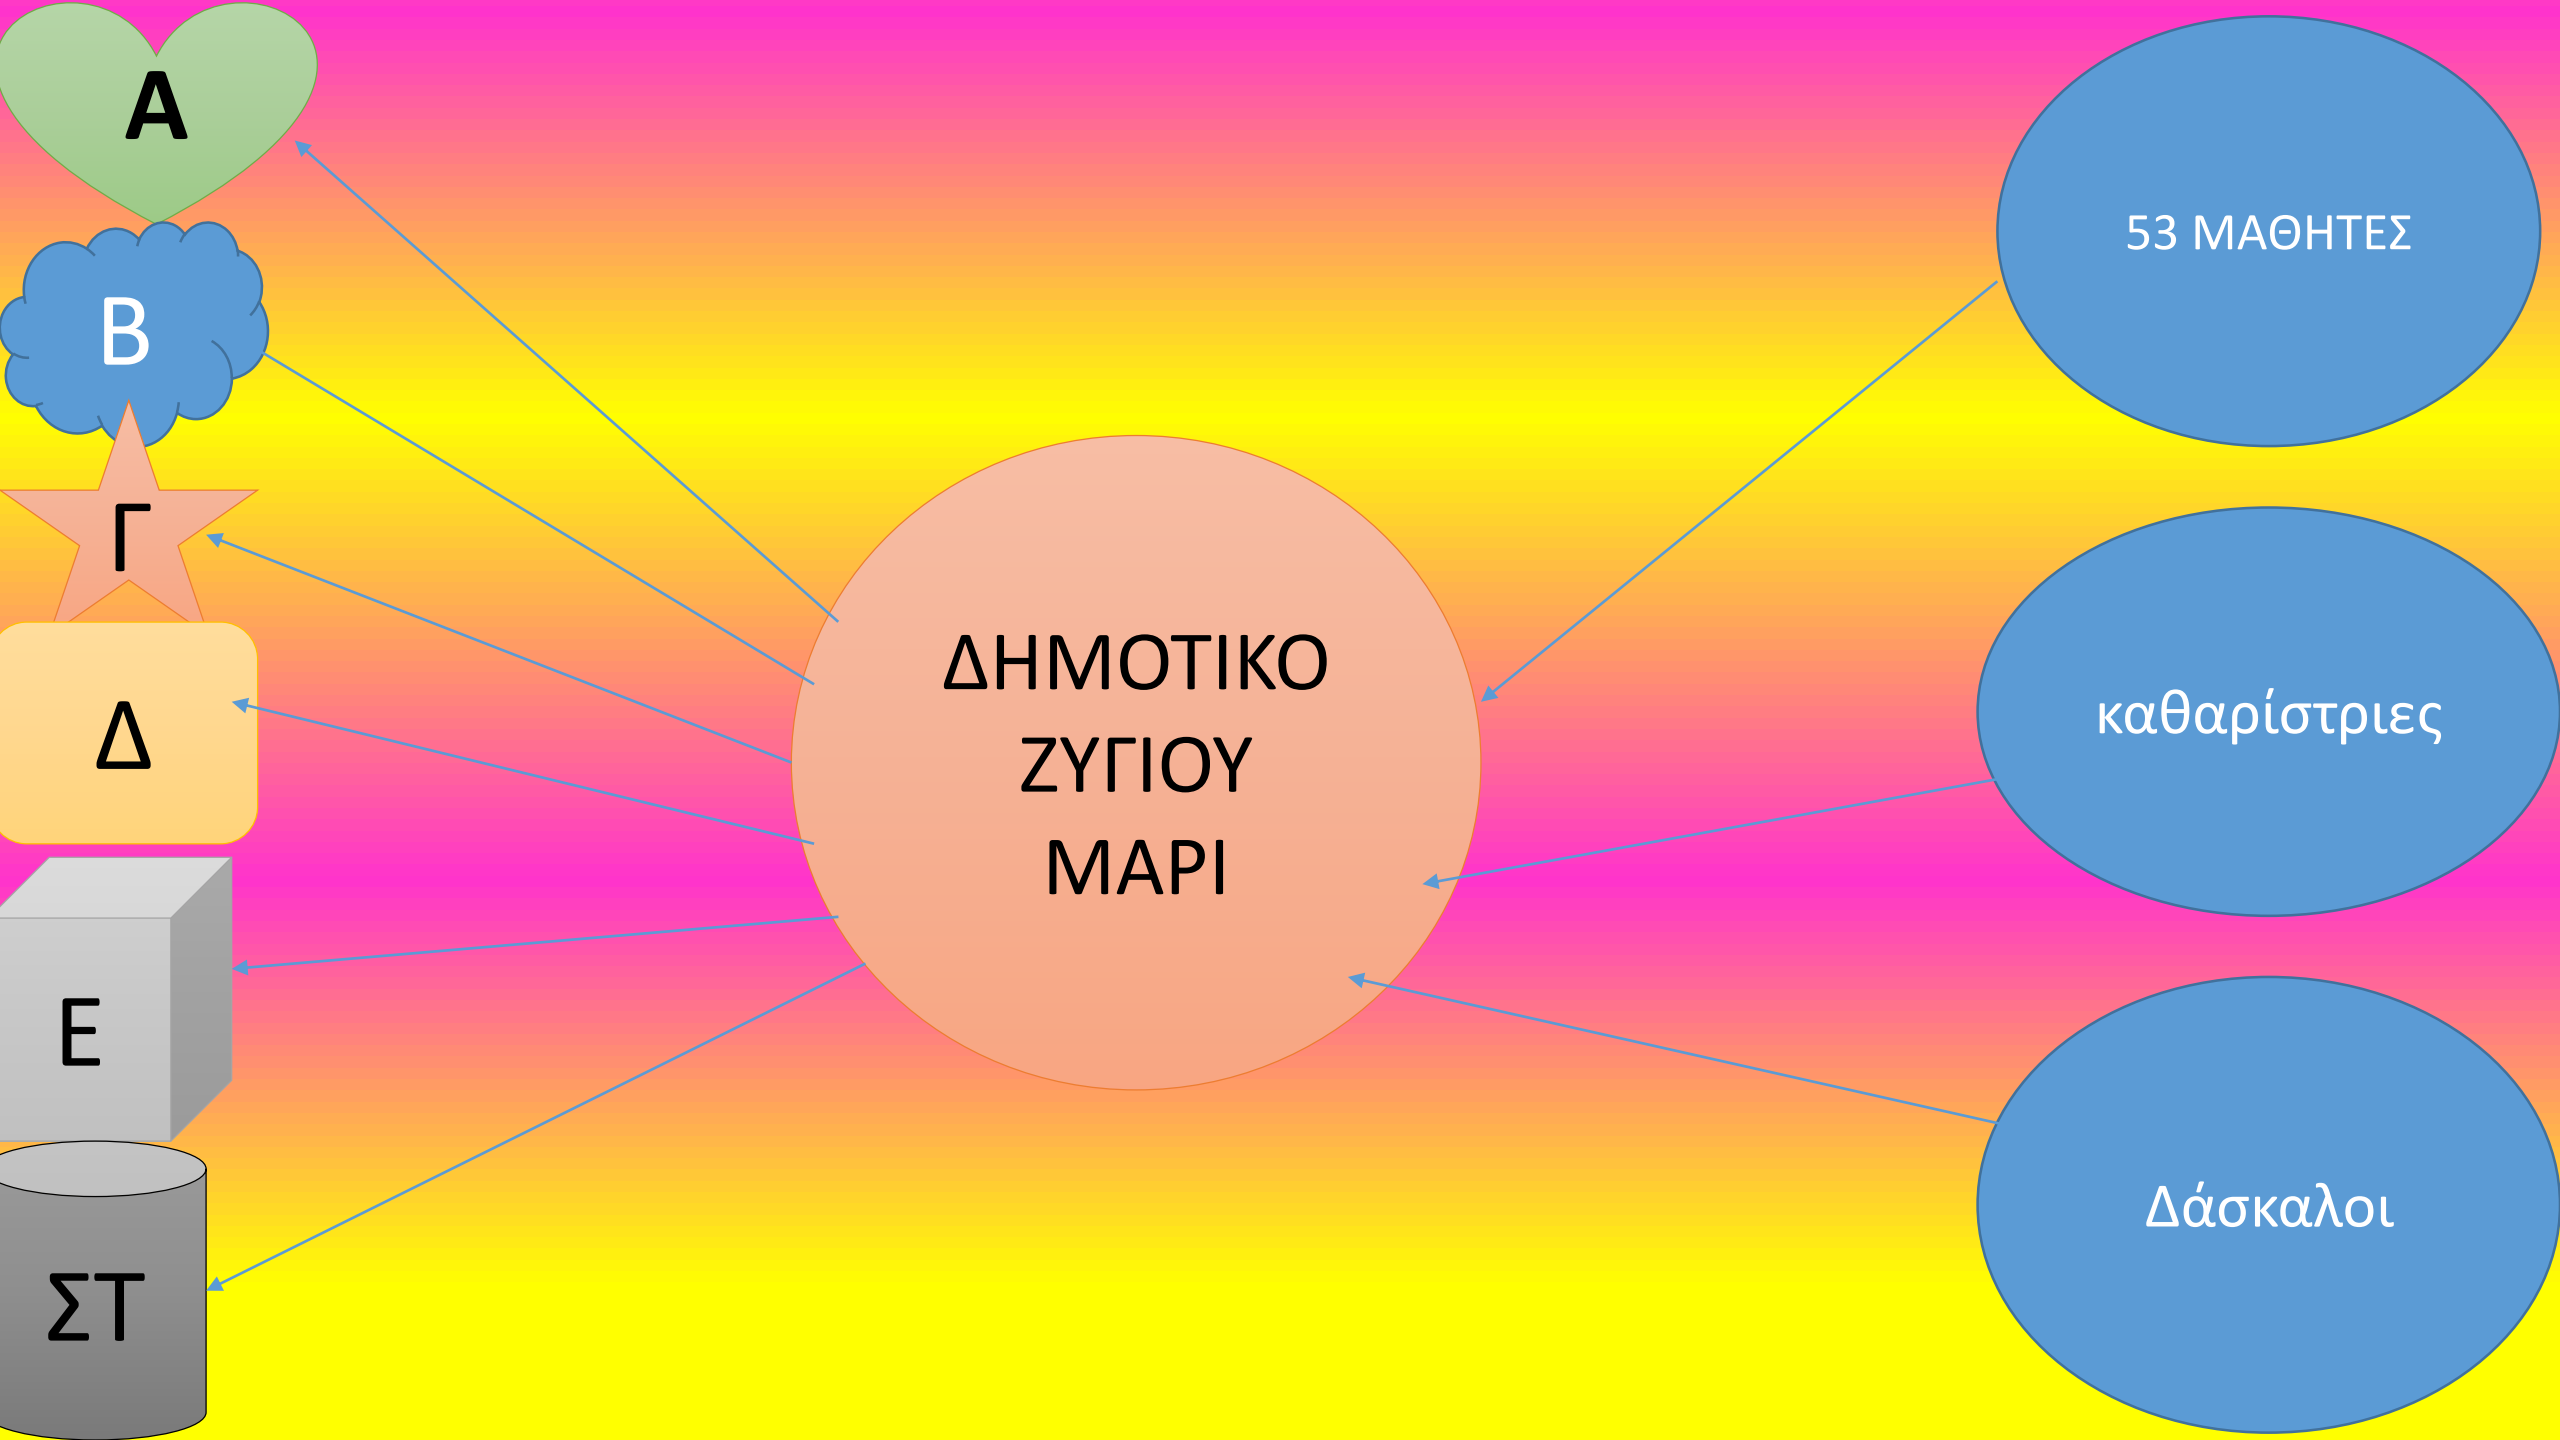 Α
Β
Γ
Δ
Ε
ΣΤ
ΔΗΜΟΤΙΚΟ
ΖΥΓΙΟΥ
ΜΑΡΙ
53 ΜΑΘΗΤΕΣ
καθαρίστριες
Δάσκαλοι